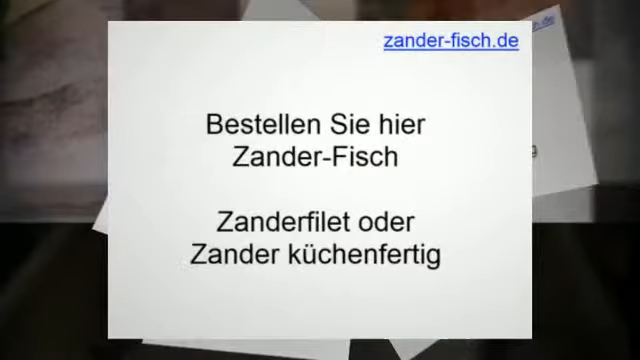 zander-fisch.de
Bestellen Sie hier
Zander-Fisch
Zanderfilet oder
Zander küchenfertig